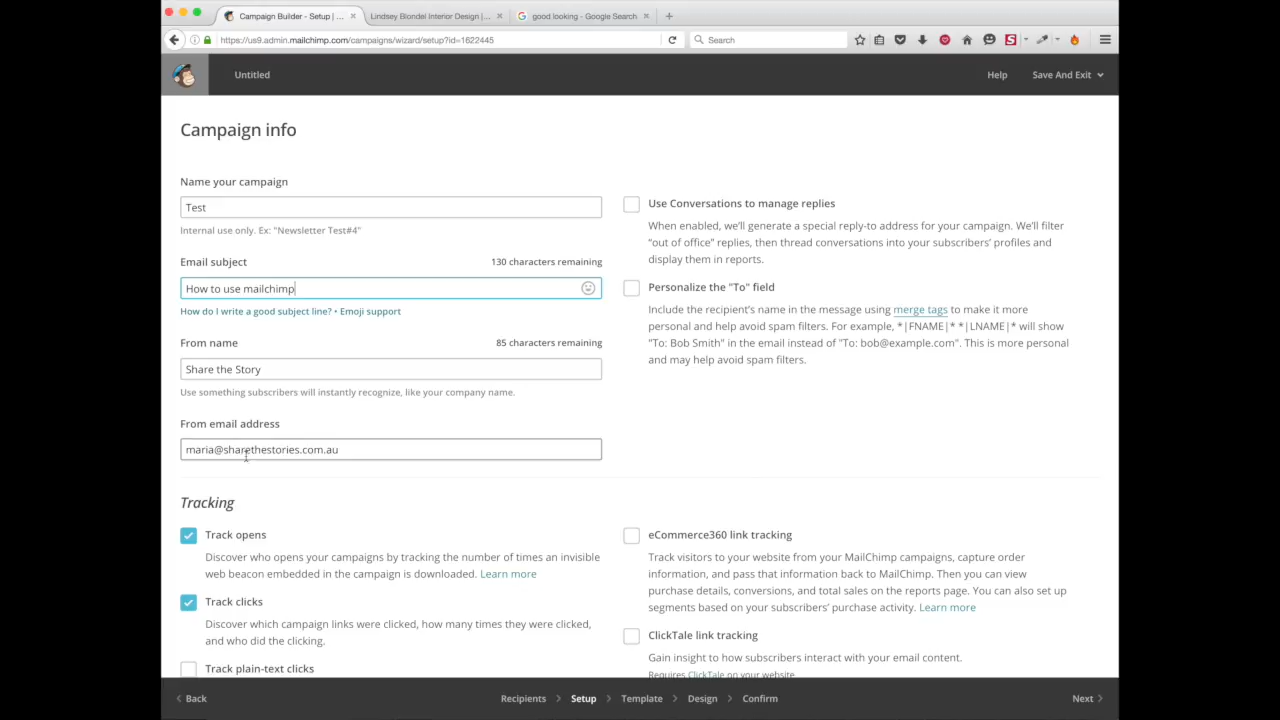 Campaign Builder - Setup | ...
Lindsey Blondel Interior Design |...
good looking - Google Search
https://us9.admin.mailchimp.com/campaigns/wizard/setup?id=1622445
Search
Untitled
Help
Save And Exit
Campaign info
Name your campaign
Test
Internal use only. Ex: "Newsletter Test#4"
Email subject
130 characters remaining
How to use mailchimp
How do I write a good subject line? • Emoji support
From name
85 characters remaining
Share the Story
Use something subscribers will instantly recognize, like your company name.
From email address
maria@sharethestories.com.au
Use Conversations to manage replies
When enabled, we'll generate a special reply-to address for your campaign. We'll filter
"out of office" replies, then thread conversations into your subscribers' profiles and
display them in reports.
Personalize the "To" field
Include the recipient's name in the message using merge tags to make it more
personal and help avoid spam filters. For example, *|FNAME|* *|LNAME|* will show
"To: Bob Smith" in the email instead of "To: bob@example.com". This is more personal
and may help avoid spam filters.
Tracking
Track opens
Discover who opens your campaigns by tracking the number of times an invisible
web beacon embedded in the campaign is downloaded. Learn more
Track clicks
Discover which campaign links were clicked, how many times they were clicked,
and who did the clicking.
Track plain-text clicks
eCommerce360 link tracking
Track visitors to your website from your MailChimp campaigns, capture order
information, and pass that information back to MailChimp. Then you can view
purchase details, conversions, and total sales on the reports page. You can also set up
segments based on your subscribers' purchase activity. Learn more
ClickTale link tracking
Gain insight to how subscribers interact with your email content.
Requires ClickTale on your website.
Back
Recipients
Setup
Template
Design
Confirm
Next